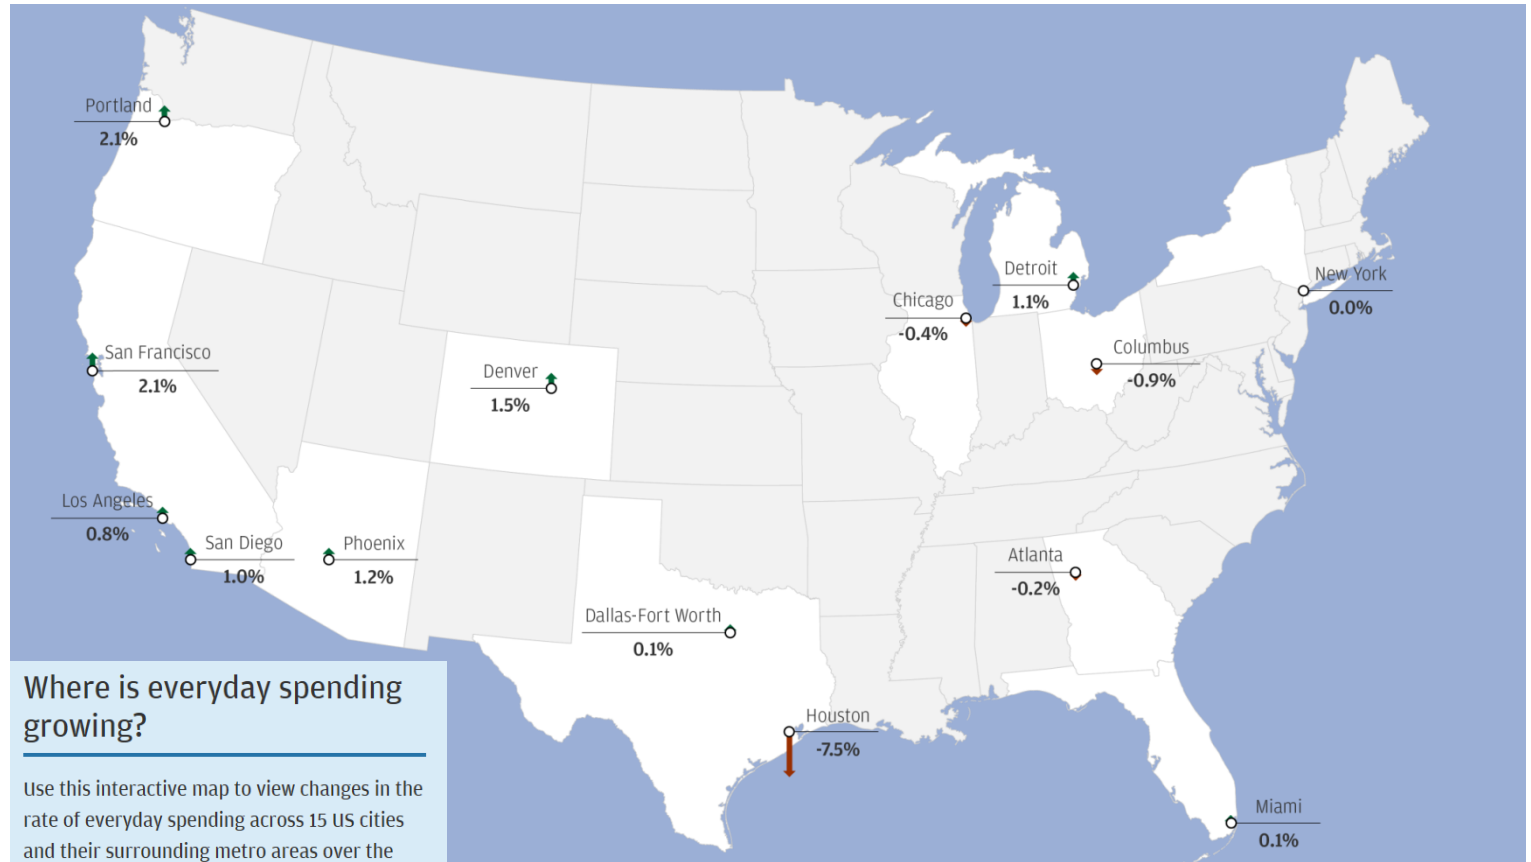 Portland
2.1%
San Francisco
2.1%
Los Angeles
0.8%
San Diego
1.0%
Phoenix
1.2%
Denver
1.5%
Dallas-Fort Worth
0.1%
Houston
-7.5%
Chicago
-0.4%
Detroit
1.1%
Columbus
-0.9%
New York
0.0%
Atlanta
-0.2%
Miami
0.1%
Where is everyday spending
growing?
Use this interactive map to view changes in the
rate of everyday spending across 15 US cities
and their surrounding metro areas over the